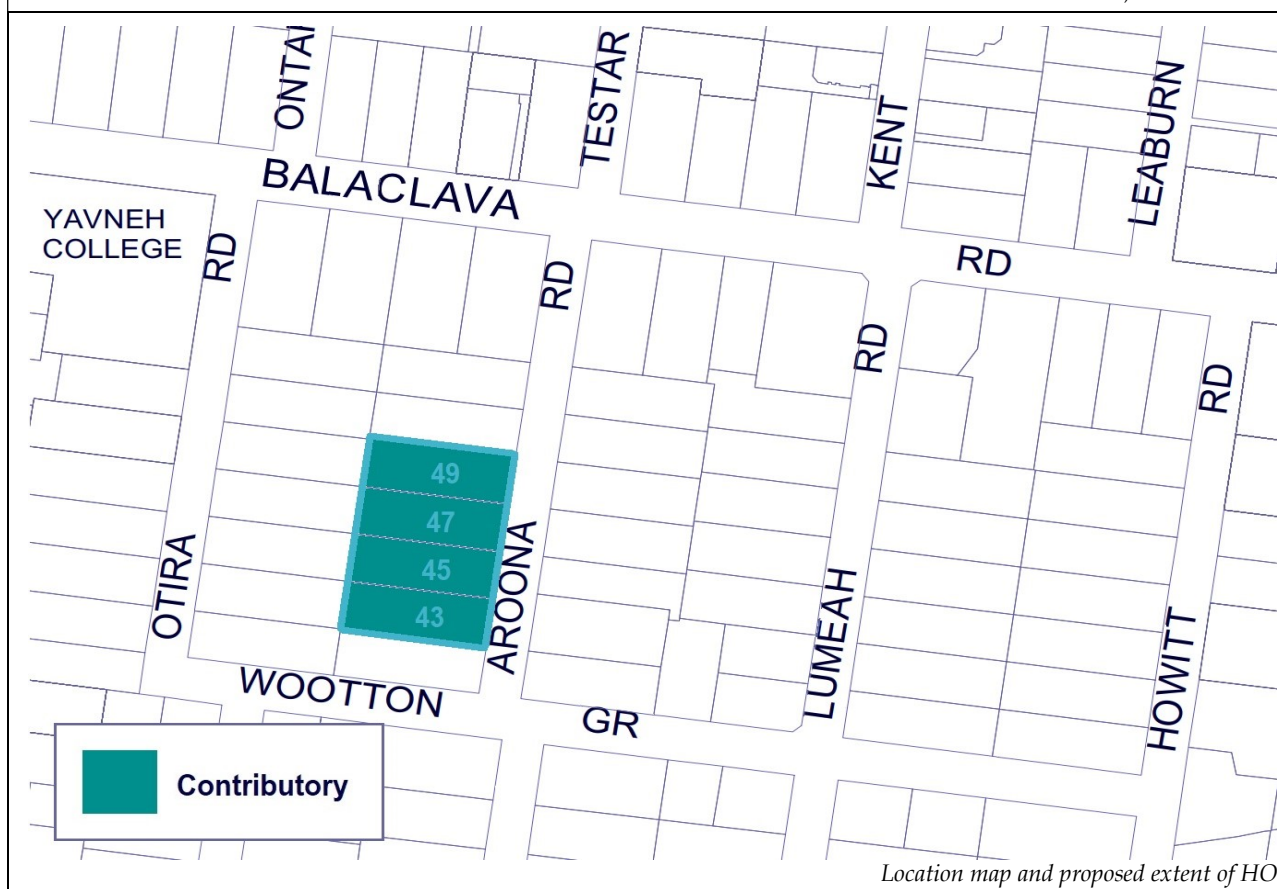 ONTAI
TESTAR
KENT
LEABURN
BALACLAVA
RD
YAVNEH
COLLEGE
RD
RD
RD
RD
49
47
45
43
OTIRA
AROONA
LUMEAH
HOWITT
WOOTTON
GR
Contributory
Location map and proposed extent of HO